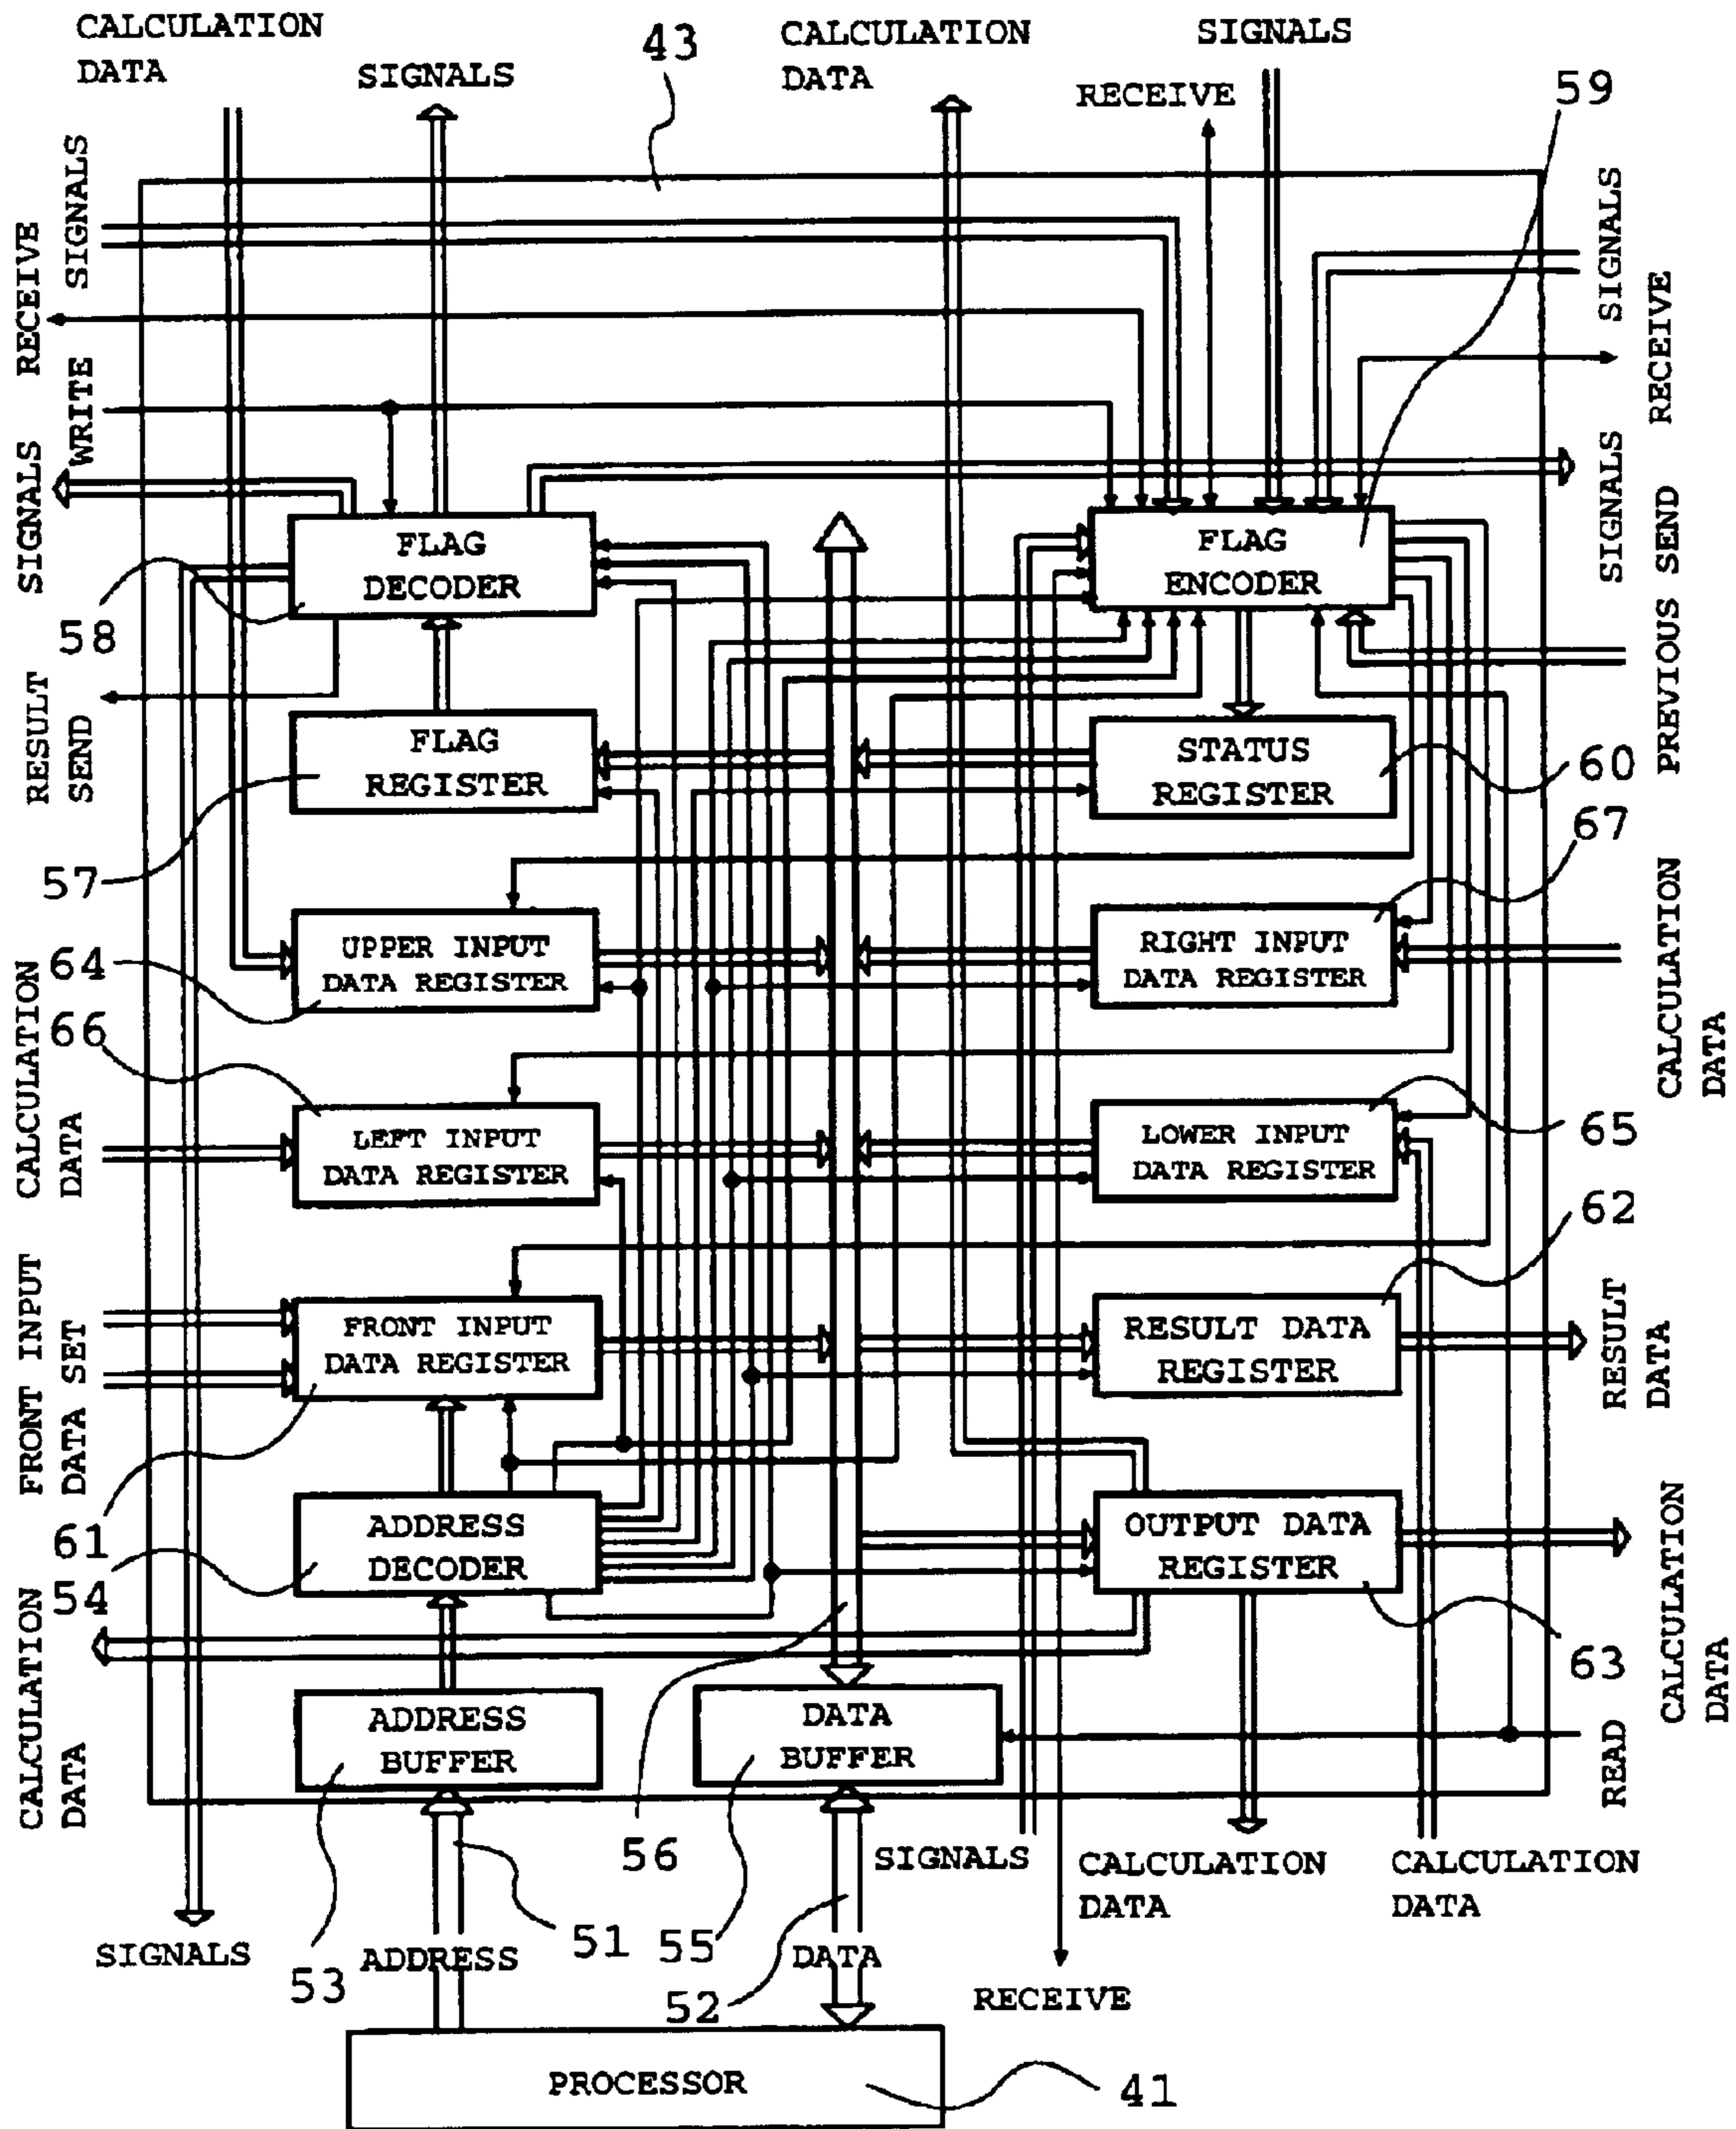 CALCULATION
DATA
SIGNALS
43
CALCULATION
DATA
SIGNALS
RECEIVE
59
SIGNALS
RECEIVE
WRITE
SIGNALS
SIGNALS
RECEIVE
SIGNALS
PREVIOUS SEND
FLAG
DECODER
58
FLAG
ENCODER
RESULT
SEND
FLAG
REGISTER
57
STATUS
REGISTER
60
67
UPPER INPUT
DATA REGISTER
64
RIGHT INPUT
DATA REGISTER
CALCULATION
DATA
66
CALCULATION
DATA
LEFT INPUT
DATA REGISTER
LOWER INPUT
DATA REGISTER
65
62
FRONT INPUT
DATA SET
FRONT INPUT
DATA REGISTER
61
RESULT DATA
REGISTER
RESULT
DATA
ADDRESS
DECODER
54
OUTPUT DATA
REGISTER
63
CALCULATION
DATA
CALCULATION
DATA
ADDRESS
BUFFER
DATA
BUFFER
READ
56
SIGNALS
CALCULATION
DATA
CALCULATION
DATA
SIGNALS
53
ADDRESS
51
55
DATA
52
RECEIVE
PROCESSOR
41